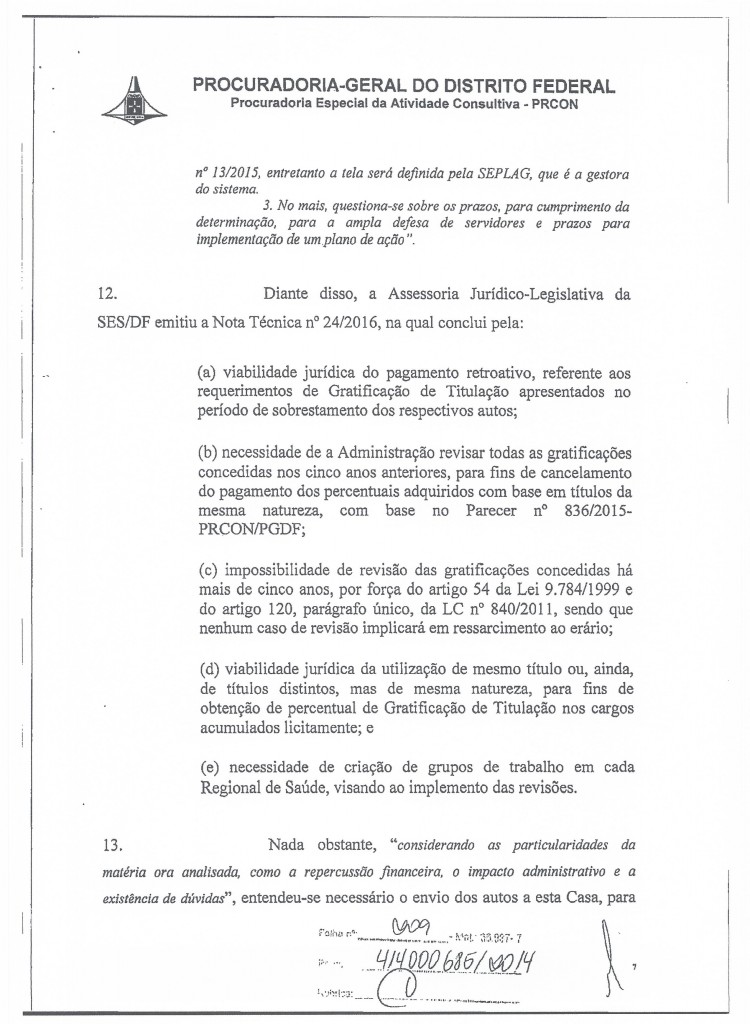 PROCURADORIA-GERAL DO DISTRITO FEDERAL
Procuradoria Especial da Atividade Consultiva - PRCON
nº 13/2015, entretanto a tela será definida pela SEPLAG, que é a gestora
do sistema.
3. No mais, questiona-se sobre os prazos, para cumprimento da
determinação, para a ampla defesa de servidores e prazos para
implementação de um plano de ação".
12. Diante disso, a Assessoria Jurídico-Legislativa da
SES/DF emitiu a Nota Técnica nº 24/2016, na qual conclui pela:
(a) viabilidade jurídica do pagamento retroativo, referente aos
requerimentos de Gratificação de Titulação apresentados no
período de sobrestamento dos respectivos autos;
(b) necessidade de a Administração revisar todas as gratificações
concedidas nos cinco anos anteriores, para fins de cancelamento
do pagamento dos percentuais adquiridos com base em títulos da
mesma natureza, com base no Parecer nº 836/2015-
PRCON/PGDF;
(c) impossibilidade de revisão das gratificações concedidas há
mais de cinco anos, por força do artigo 54 da Lei 9.784/1999 e
do artigo 120, parágrafo único, da LC nº 840/2011, sendo que
nenhum caso de revisão implicará em ressarcimento ao erário;
(d) viabilidade jurídica da utilização de mesmo título ou, ainda,
de títulos distintos, mas de mesma natureza, para fins de
obtenção de percentual de Gratificação de Titulação nos cargos
acumulados licitamente; e
(e) necessidade de criação de grupos de trabalho em cada
Regional de Saúde, visando ao implemento das revisões.
13. Nada obstante, "considerando as particularidades da
matéria ora analisada, como a repercussão financeira, o impacto administrativo e a
existência de dúvidas", entendeu-se necessário o envio dos autos a esta Casa, para
Folha nº - Mat.
Rubrica:
7